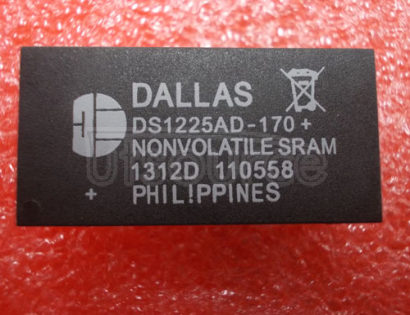 DALLAS
DS1225AD-170+
NONVOLATILE SRAM
1312D 110558
+ PHIL!PPINES